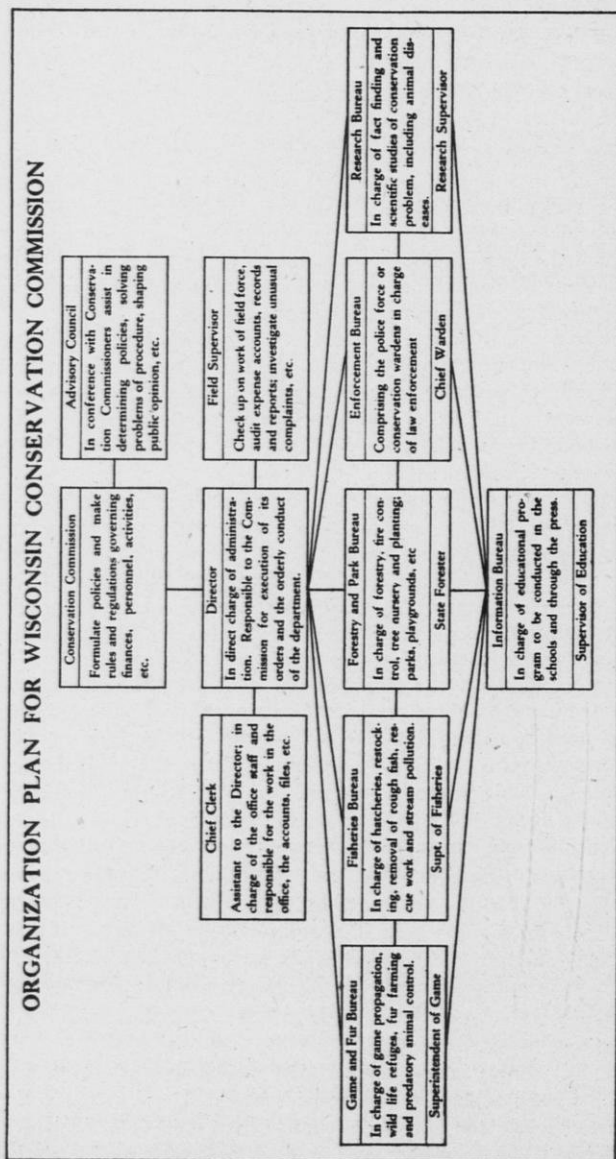 ORGANIZATION PLAN FOR WISCONSIN CONSERVATION COMMISSION
Conservation Commission
Formulate policies and make
rules and regulations governing
finances, personnel, activities,
etc.
Advisory Council
In conference with Conserva-
tion Commissioners assist in
determining policies, solving
problems of procedure, shaping
public opinion, etc.
Chief Clerk
Assistant to the Director; in
charge of the office staff and
responsible for the work in the
office, the accounts, files, etc.
Director
In direct charge of administra-
tion. Responsible to the Com-
mission for execution of its
orders and the orderly conduct
of the department.
Field Supervisor
Check up on work of field force,
audit expense accounts, records
and reports; investigate unusual
complaints, etc.
Game and Fur Bureau
In charge of game propagation,
wild life refuges, fur farming
and predatory animal control.
Superintendent of Game
Fisheries Bureau
In charge of hatcheries, restock-
ing, removal of rough fish, res-
cue work and stream pollution.
Supt. of Fisheries
Forestry and Park Bureau
In charge of forestry, fire con-
trol, tree nursery and planting;
parks, playgrounds, etc
State Forester
Enforcement Bureau
Comprising the police force or
conservation wardens in charge
of law enforcement
Chief Warden
Research Bureau
In charge of fact finding and
scientific studies of conservation
problem, including animal dis-
eases.
Research Supervisor
Information Bureau
In charge of educational pro-
gram to be conducted in the
schools and through the press.
Supervisor of Education